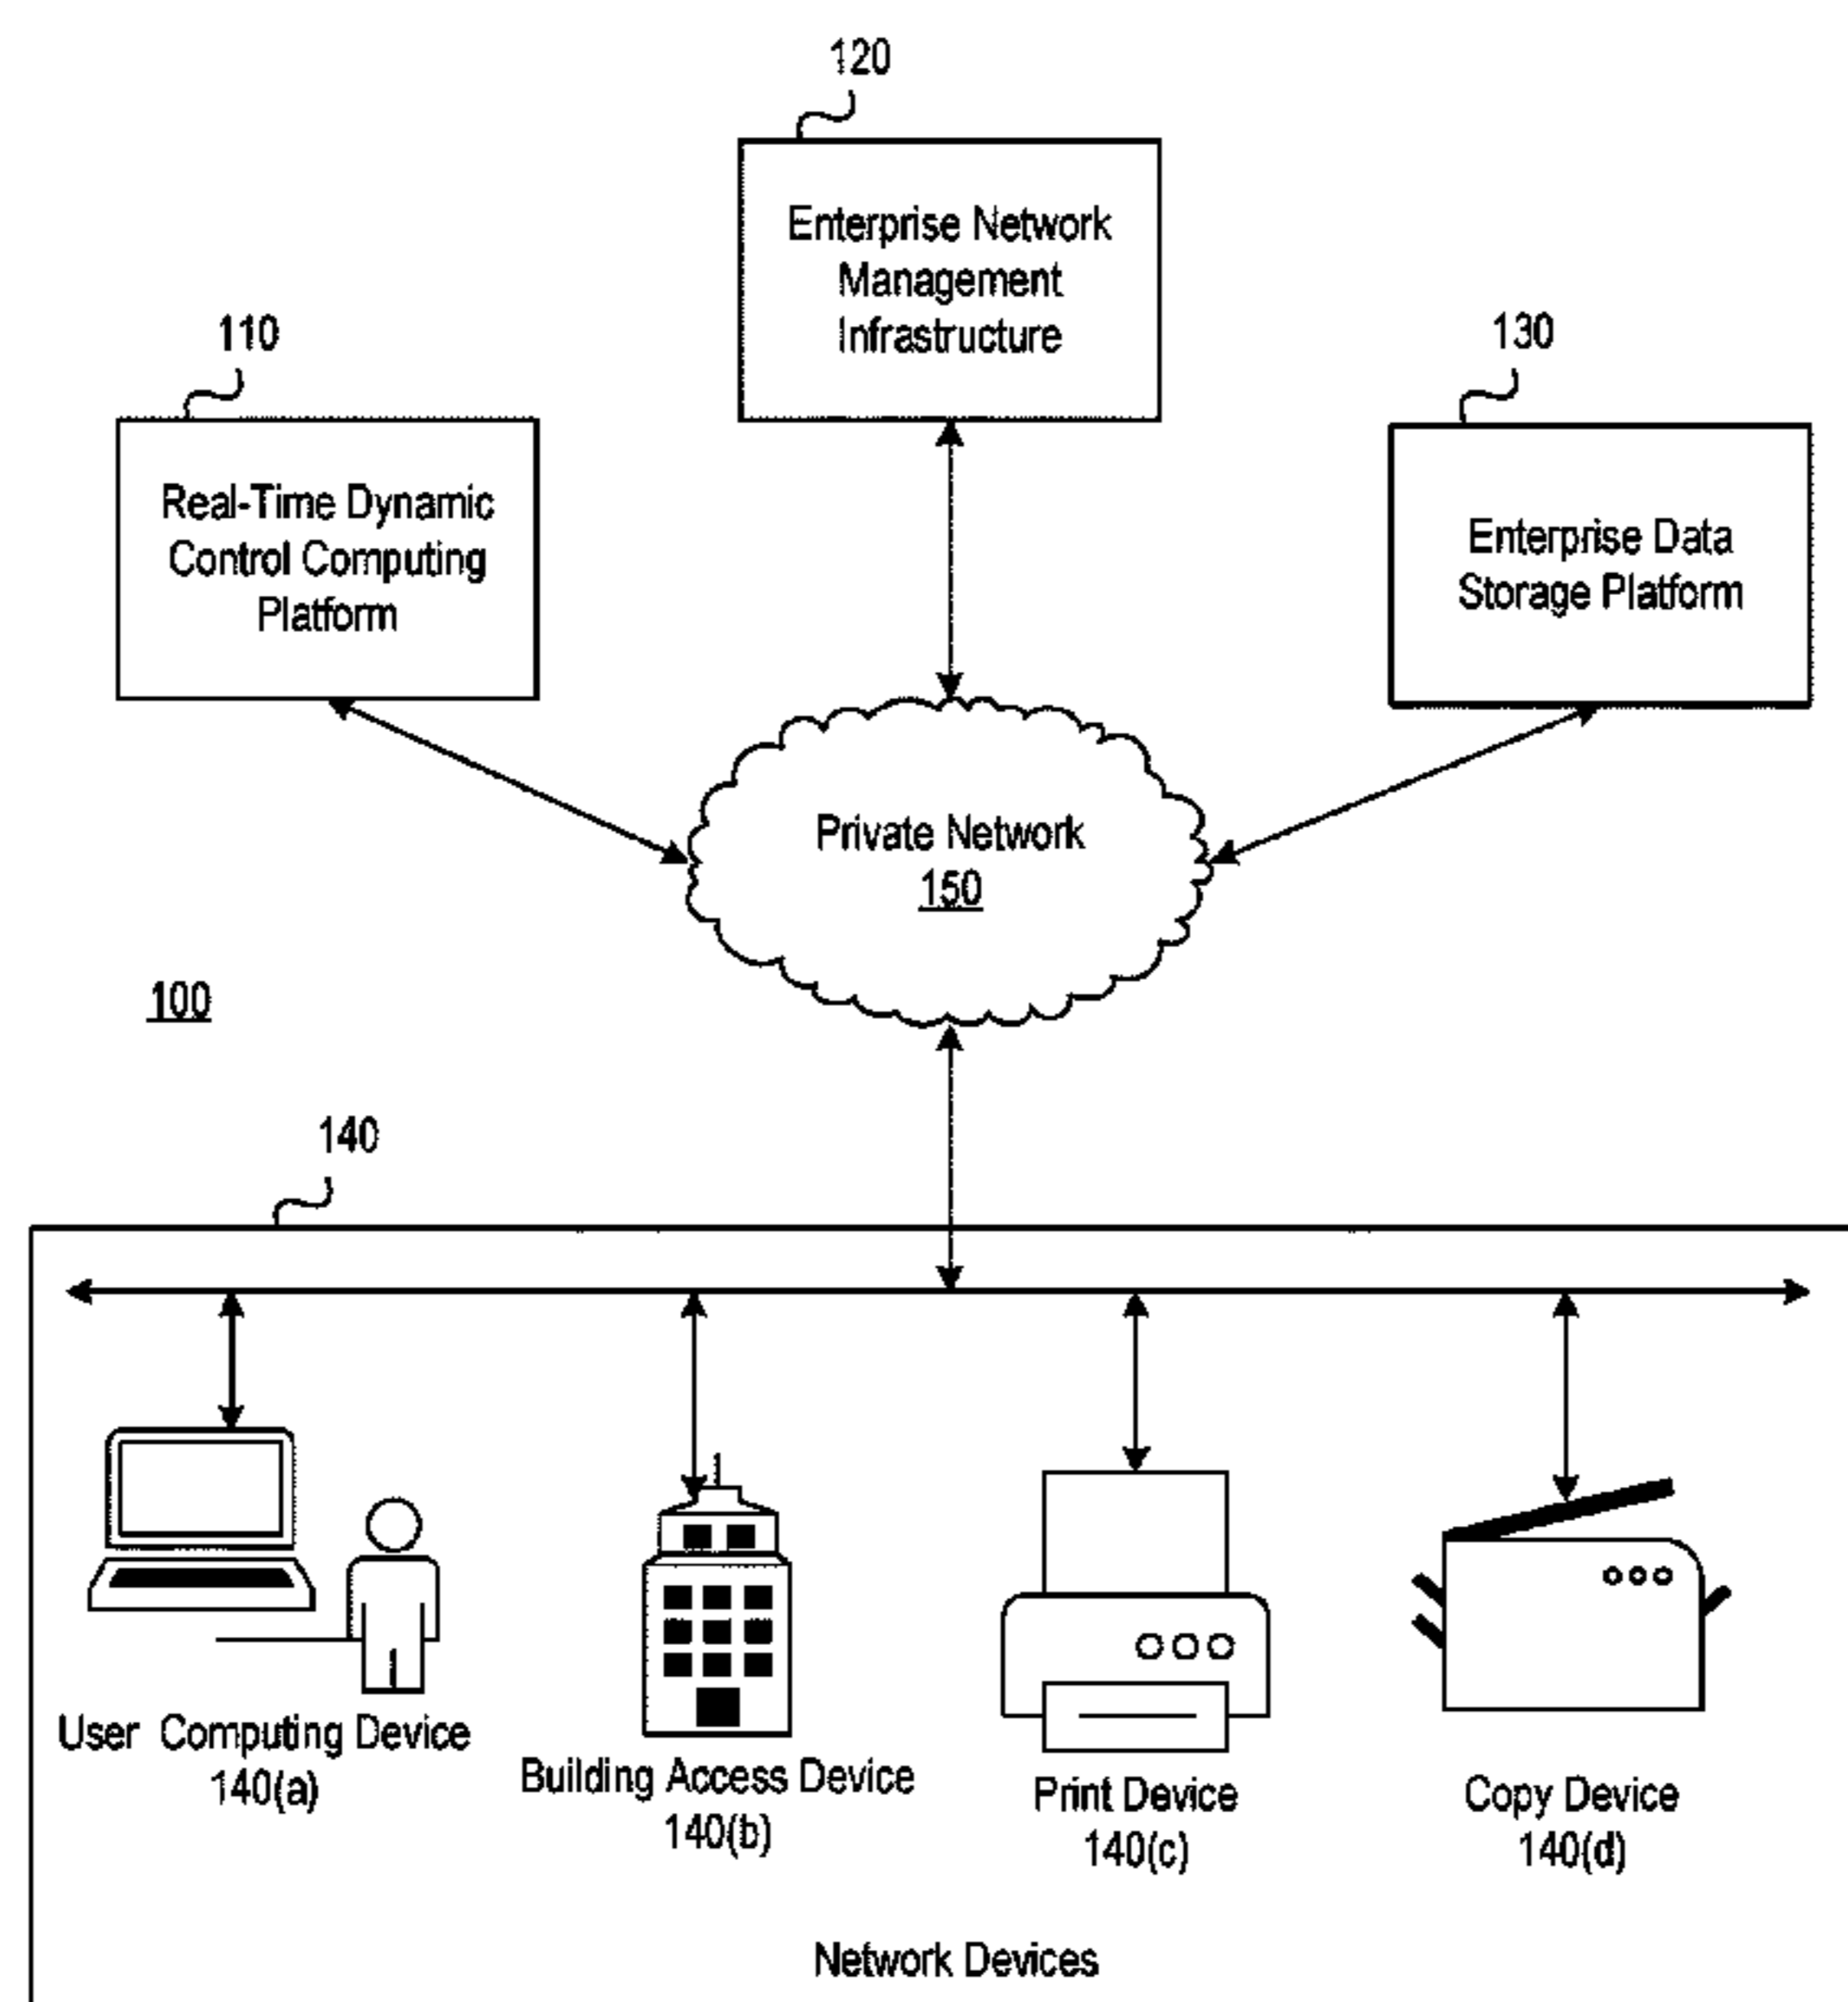 120
Enterprise Network
Management
Infrastructure
110
Real-Time Dynamic
Control Computing
Platform
130
Enterprise Data
Storage Platform
Private Network
150
100
140
User Computing Device
140(a)
Building Access Device
140(b)
Print Device
140(c)
Copy Device
140(d)
Network Devices